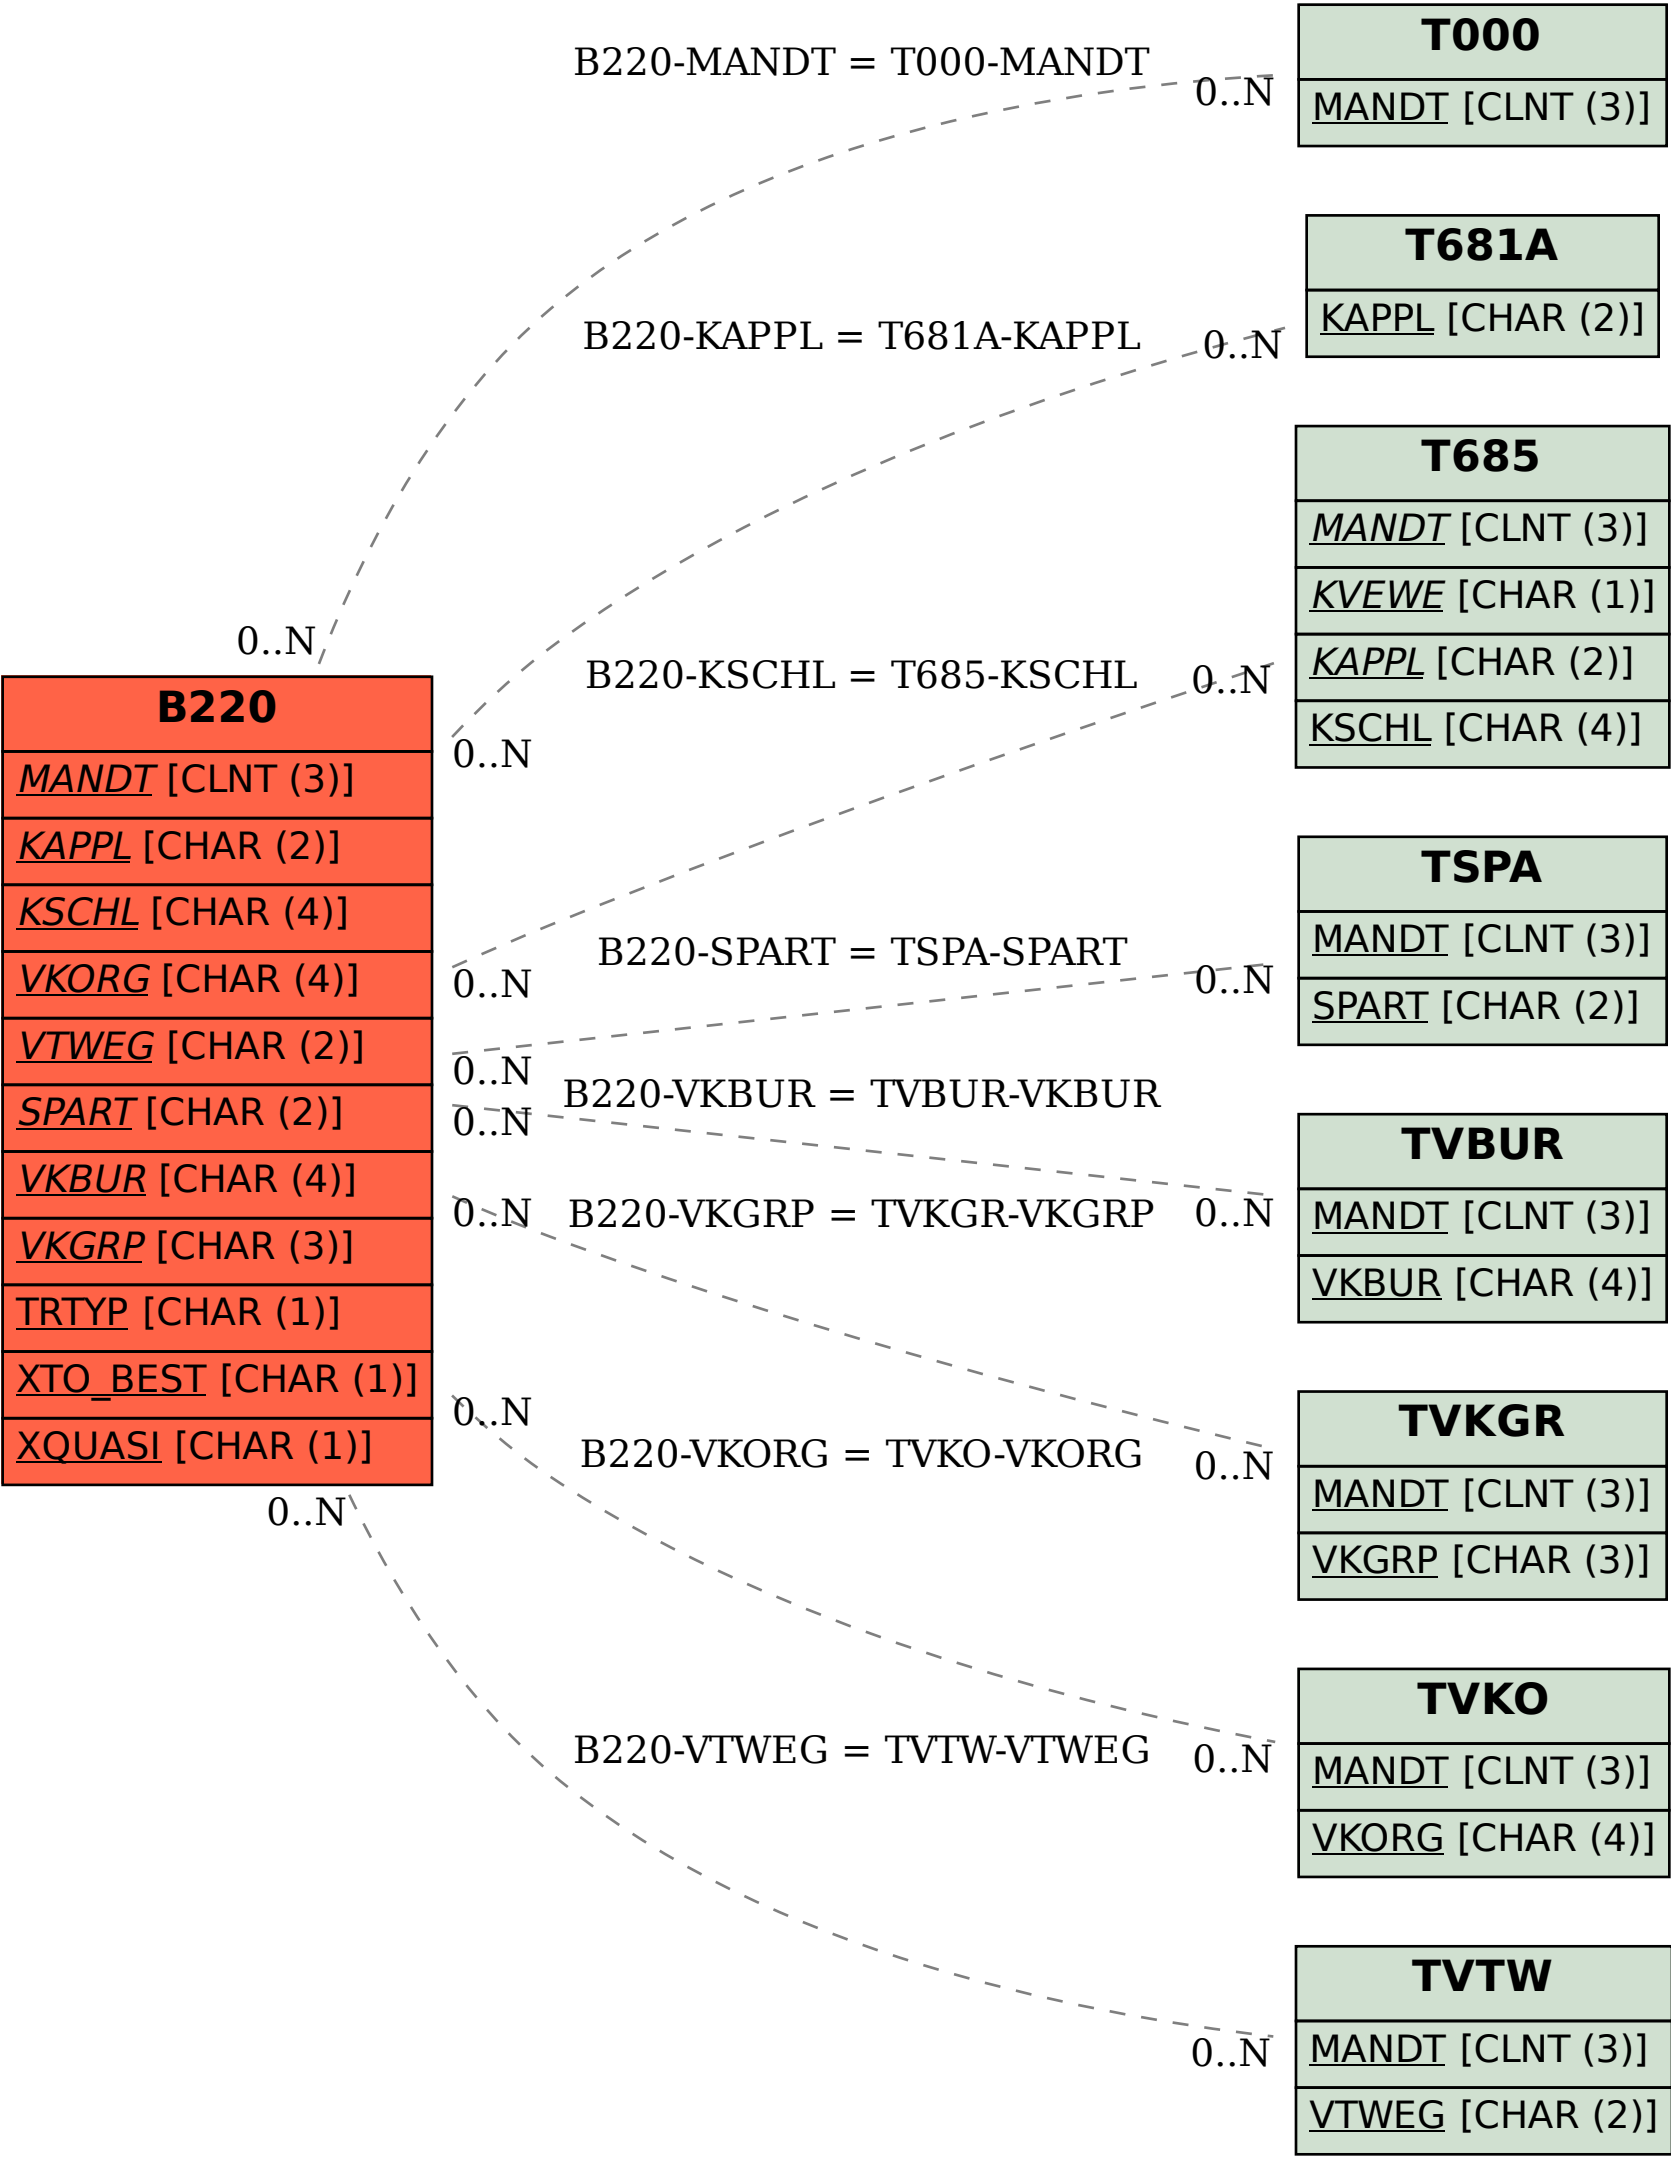 B220-MANDT = T000-MANDT
0..N
0..N
T000
MANDT [CLNT (3)]
B220-KAPPL = T681A-KAPPL
0..N
0..N
T681A
KAPPL [CHAR (2)]
B220-KSCHL = T685-KSCHL
0..N
0..N
T685
MANDT [CLNT (3)]
KVEWE [CHAR (1)]
KAPPL [CHAR (2)]
KSCHL [CHAR (4)]
B220
MANDT [CLNT (3)]
KAPPL [CHAR (2)]
KSCHL [CHAR (4)]
VKORG [CHAR (4)]
VTWEG [CHAR (2)]
SPART [CHAR (2)]
VKBUR [CHAR (4)]
VKGRP [CHAR (3)]
TRTYP [CHAR (1)]
XTO_BEST [CHAR (1)]
XQUASI [CHAR (1)]
B220-SPART = TSPA-SPART
0..N
0..N
TSPA
MANDT [CLNT (3)]
SPART [CHAR (2)]
B220-VKBUR = TVBUR-VKBUR
0..N
0..N
TVBUR
MANDT [CLNT (3)]
VKBUR [CHAR (4)]
B220-VKGRP = TVKGR-VKGRP
0..N
0..N
TVKGR
MANDT [CLNT (3)]
VKGRP [CHAR (3)]
B220-VKORG = TVKO-VKORG
0..N
0..N
TVKO
MANDT [CLNT (3)]
VKORG [CHAR (4)]
B220-VTWEG = TVTW-VTWEG
0..N
0..N
TVTW
MANDT [CLNT (3)]
VTWEG [CHAR (2)]